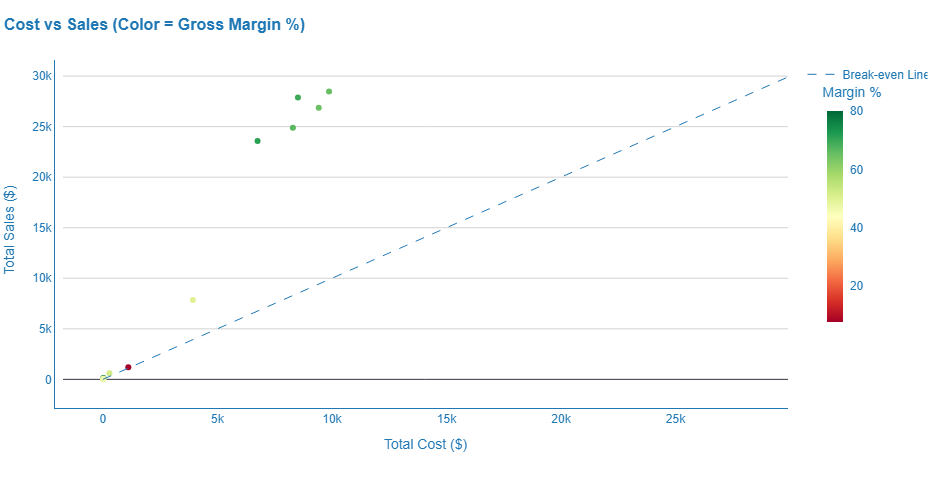 Cost vs Sales (Color = Gross Margin %)
Break-even Line
Margin %
80
60
40
20
Total Sales ($)
30k
25k
20k
15k
10k
5k
0
0
5k
10k
15k
20k
25k
Total Cost ($)